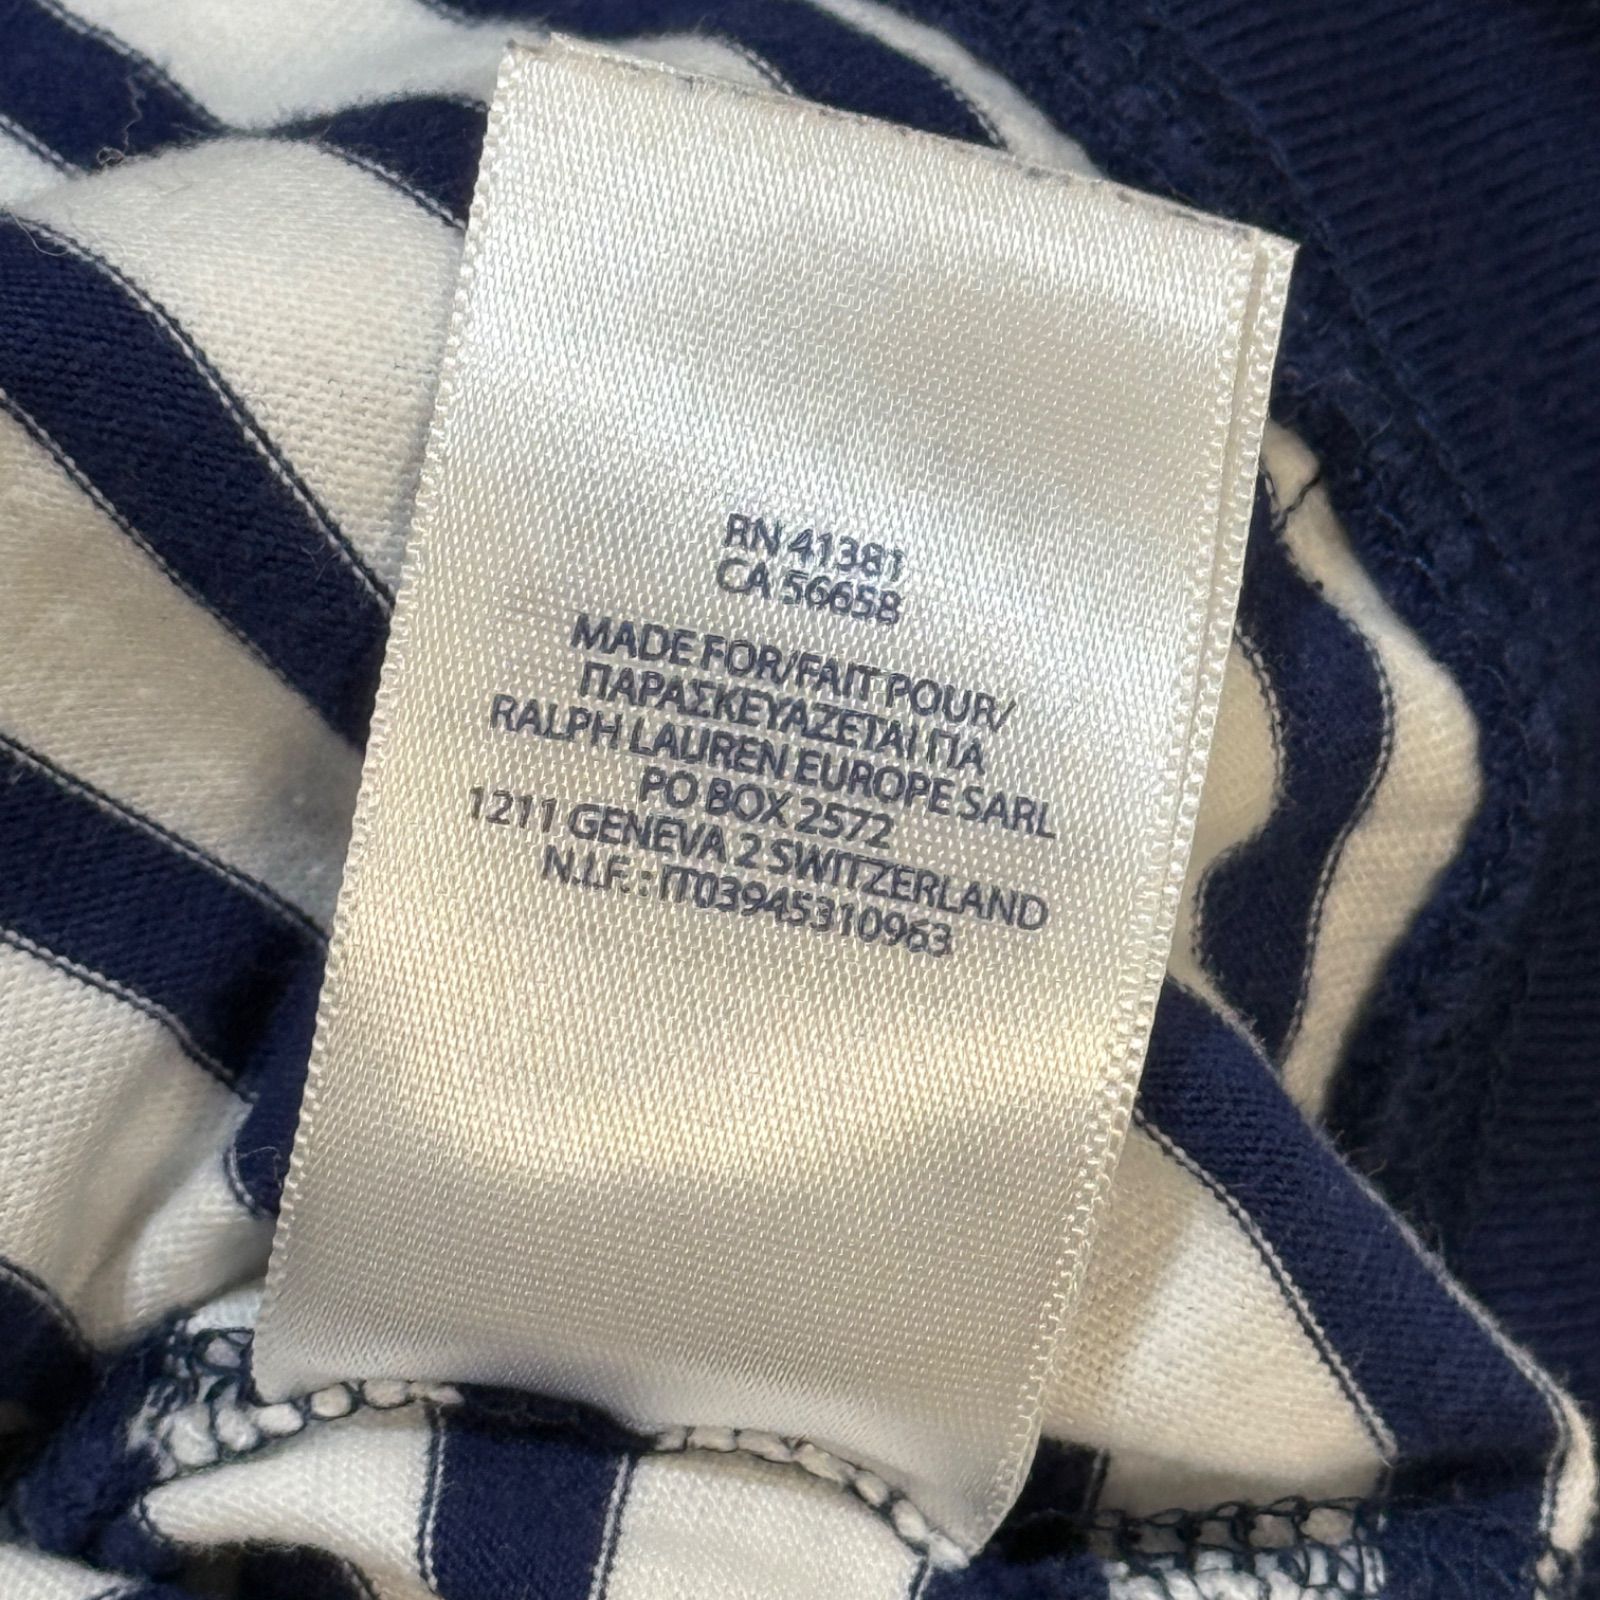 RN 41381
CA 56658
MADE FOR/FAIT POUR/
ΠΑΡΑΣΚΕΥΑΖΕΤΑΙ ΓΙΑ
RALPH LAUREN EUROPE SARL
PO BOX 2572
1211 GENEVA 2 SWITZERLAND
N.I.F. : IT03945310963